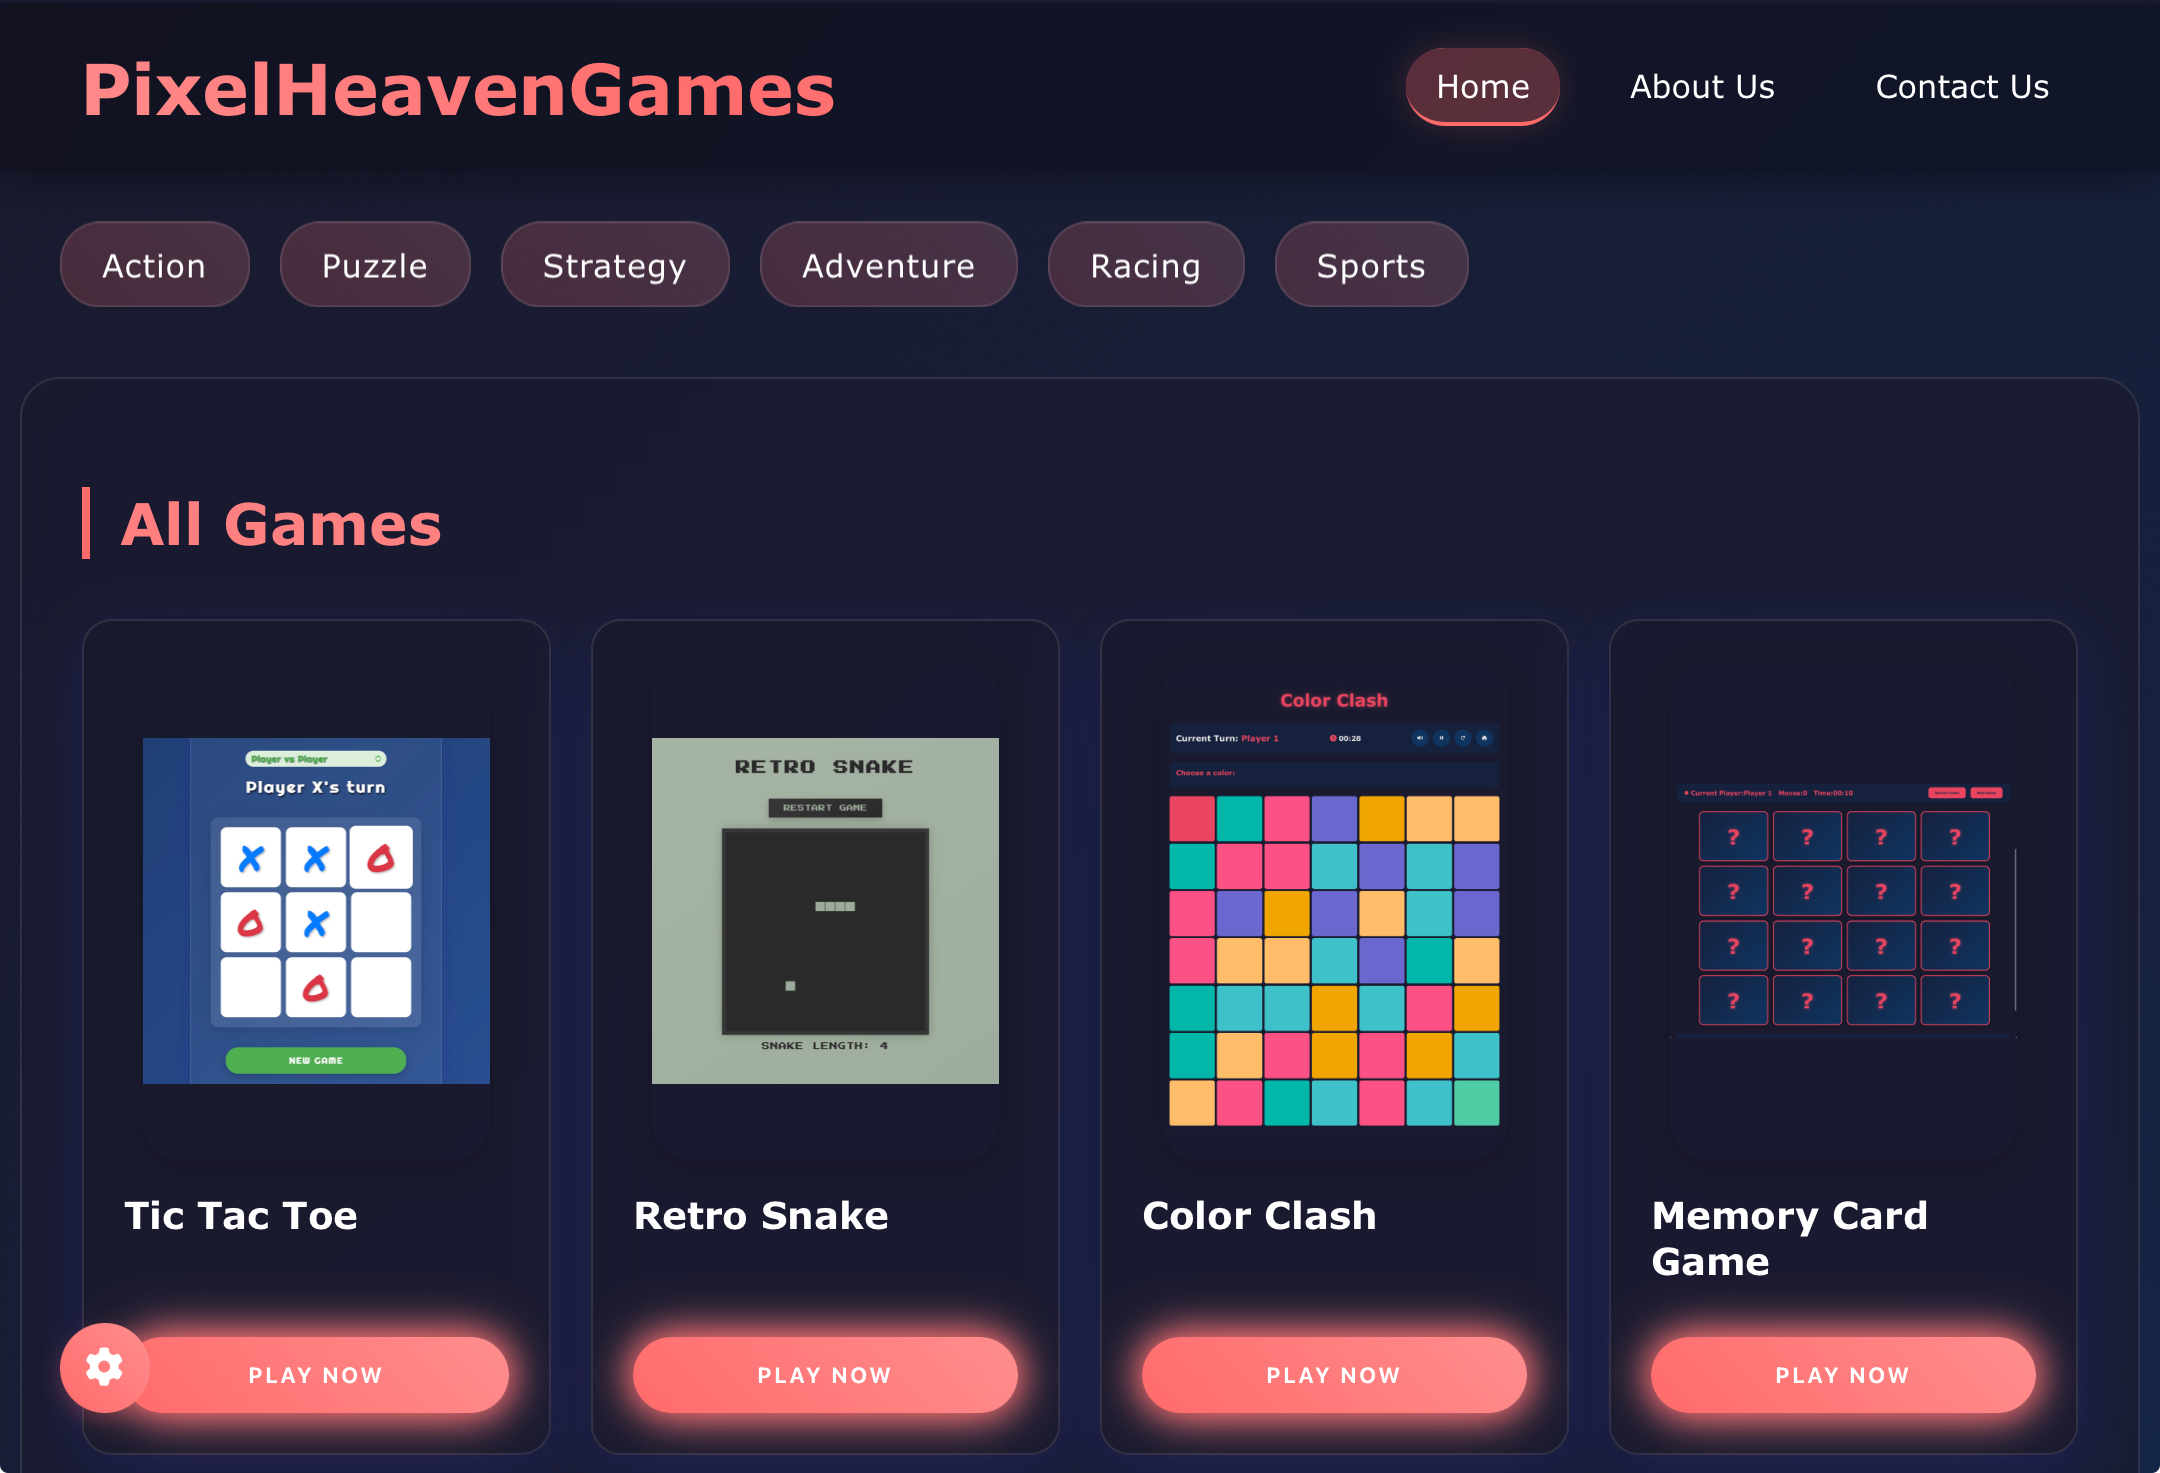 PixelHeavenGames
Home
About Us
Contact Us
Action
Puzzle
Strategy
Adventure
Racing
Sports
All Games
Player vs Player
Player X's turn
X X O
O X
O
NEW GAME
Tic Tac Toe
PLAY NOW
RETRO SNAKE
RESTART GAME
SNAKE LENGTH: 4
Retro Snake
PLAY NOW
Color Clash
Current Turn: Player 1
00:28
Choose a color:
Color Clash
PLAY NOW
Current Player:Player 1 Moves:0 Time:00:10
? ? ? ?
? ? ? ?
? ? ? ?
? ? ? ?
Memory Card
Game
PLAY NOW